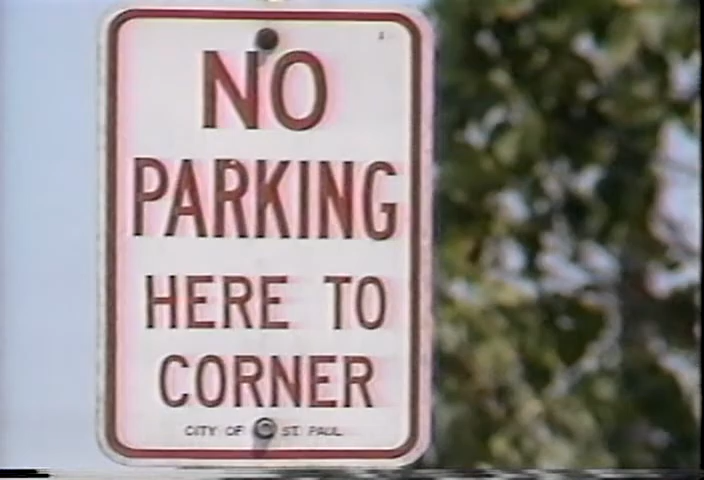 NO
PARKING
HERE TO
CORNER
CITY OF ST. PAUL